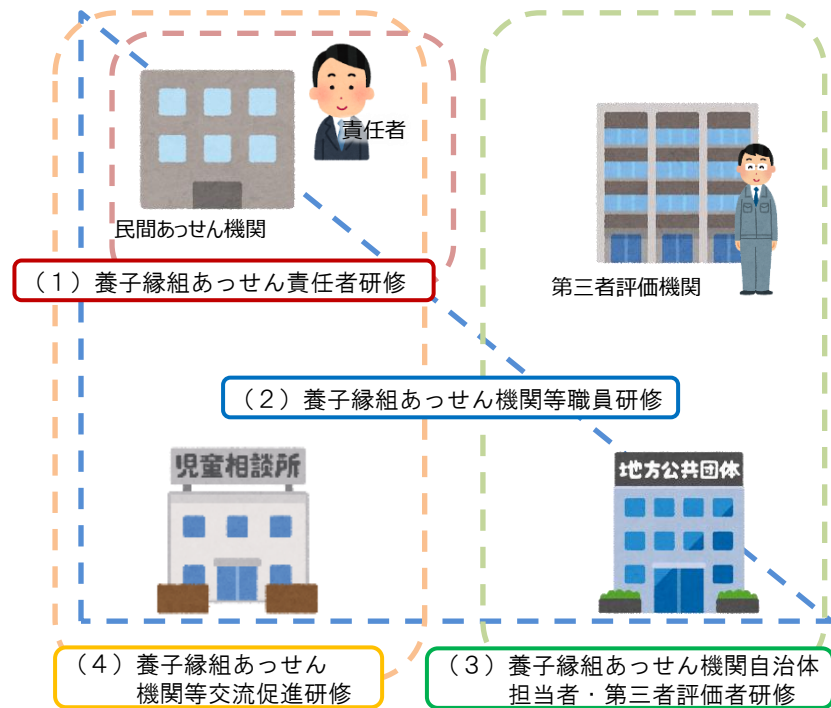 責任者
民間あっせん機関
(1)養子縁組あっせん責任者研修
第三者評価機関
(2)養子縁組あっせん機関等職員研修
児童相談所
地方公共団体
(4)養子縁組あっせん
機関等交流促進研修
(3)養子縁組あっせん機関自治体
担当者・第三者評価者研修